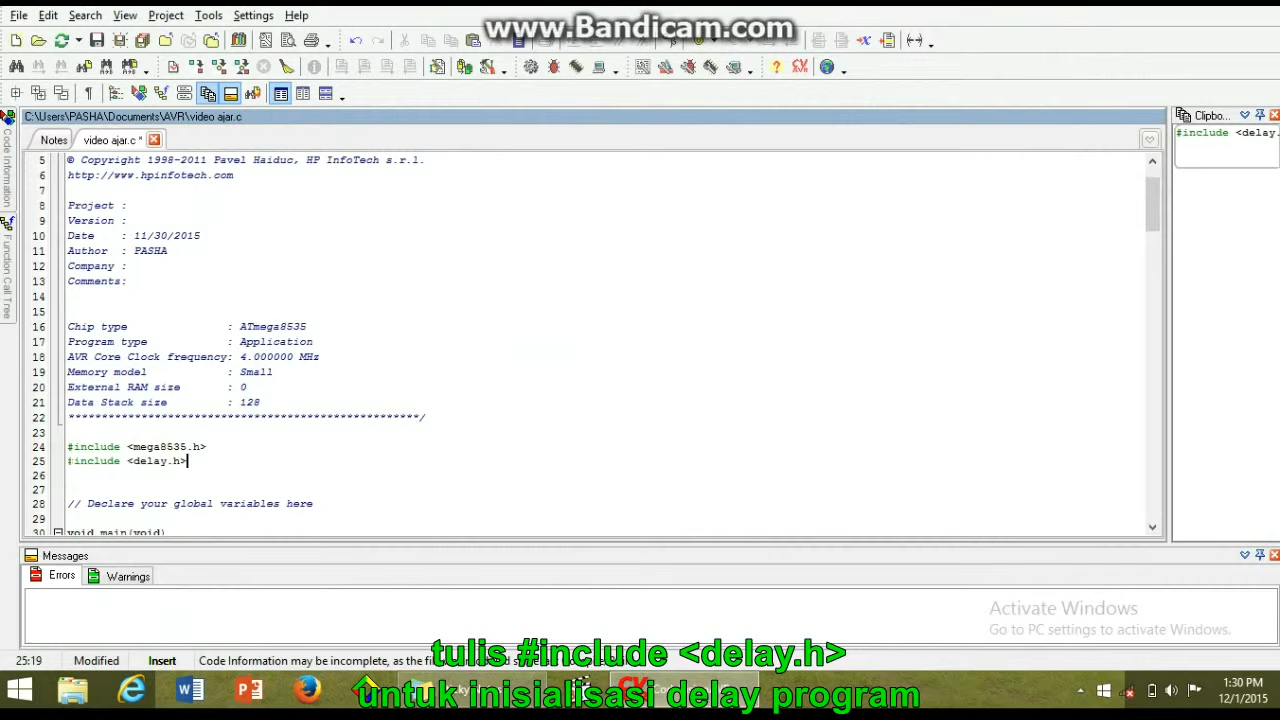 File Edit Search View Project Tools Settings Help
www.Bandicam.com
C:\Users\PASHA\Documents\AVR\video ajar.c
Notes video ajar.c *
Clipbo...
#include <delay.
Code Information
Function Call Tree
5 © Copyright 1998-2011 Pavel Haiduc, HP InfoTech s.r.l.
6 http://www.hpinfotech.com
7
8 Project :
9 Version :
10 Date : 11/30/2015
11 Author : PASHA
12 Company :
13 Comments:
14
15
16 Chip type : ATmega8535
17 Program type : Application
18 AVR Core Clock frequency: 4.000000 MHz
19 Memory model : Small
20 External RAM size : 0
21 Data Stack size : 128
22 *****************************************************/
23
24 #include <mega8535.h>
25 #include <delay.h>
26
27
28 // Declare your global variables here
29
30 void main(void)
Messages
Errors Warnings
Activate Windows
Go to PC settings to activate Windows.
25:19 Modified Insert Code Information may be incomplete, as the fil
tulis #include <delay.h>
untuk inisialisasi delay program
1:30 PM
12/1/2015